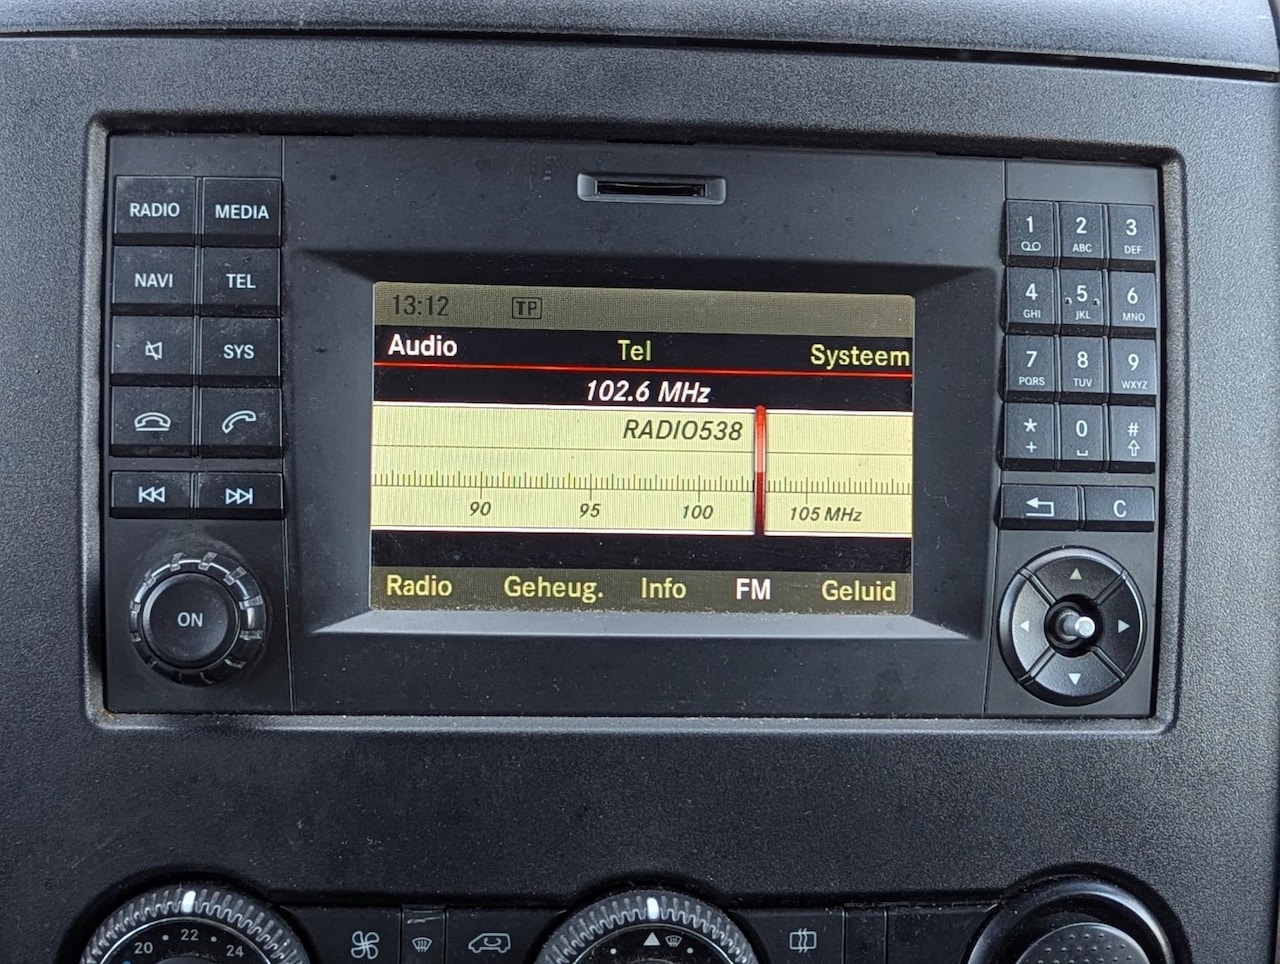 RADIO MEDIA
NAVI TEL
SYS
ON
13:12 TP
Audio Tel Systeem
102.6 MHz
RADIO538
90 95 100 105 MHz
Radio Geheug. Info FM Geluid
1 2 3
ABC DEF
4 5 6
GHI JKL MNO
7 8 9
PQRS TUV WXYZ
* 0 #
+
C
20 22 24